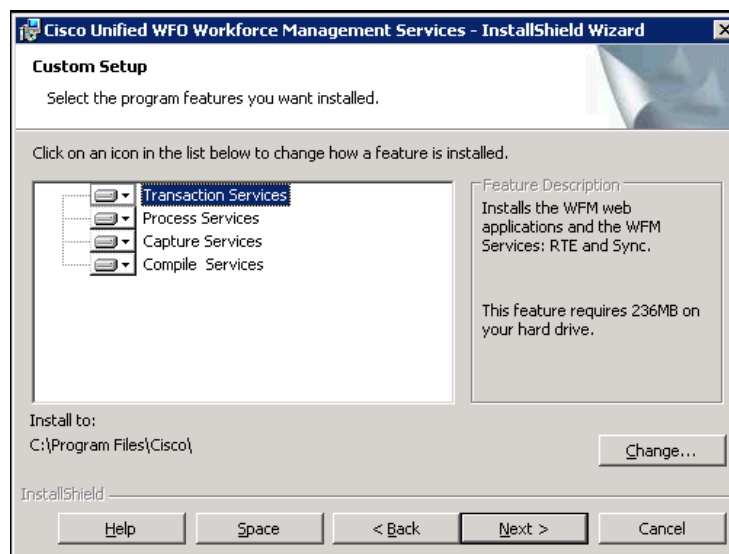 Cisco Unified WFO Workforce Management Services - InstallShield Wizard
Custom Setup
Select the program features you want installed.
Click on an icon in the list below to change how a feature is installed.
Transaction Services
Process Services
Capture Services
Compile  Services
Feature Description
Installs the WFM web
applications and the WFM
Services: RTE and Sync.
This feature requires 236MB on
your hard drive.
Install to:
C:\Program Files\Cisco\
Change...
InstallShield
Help
Space
< Back
Next >
Cancel